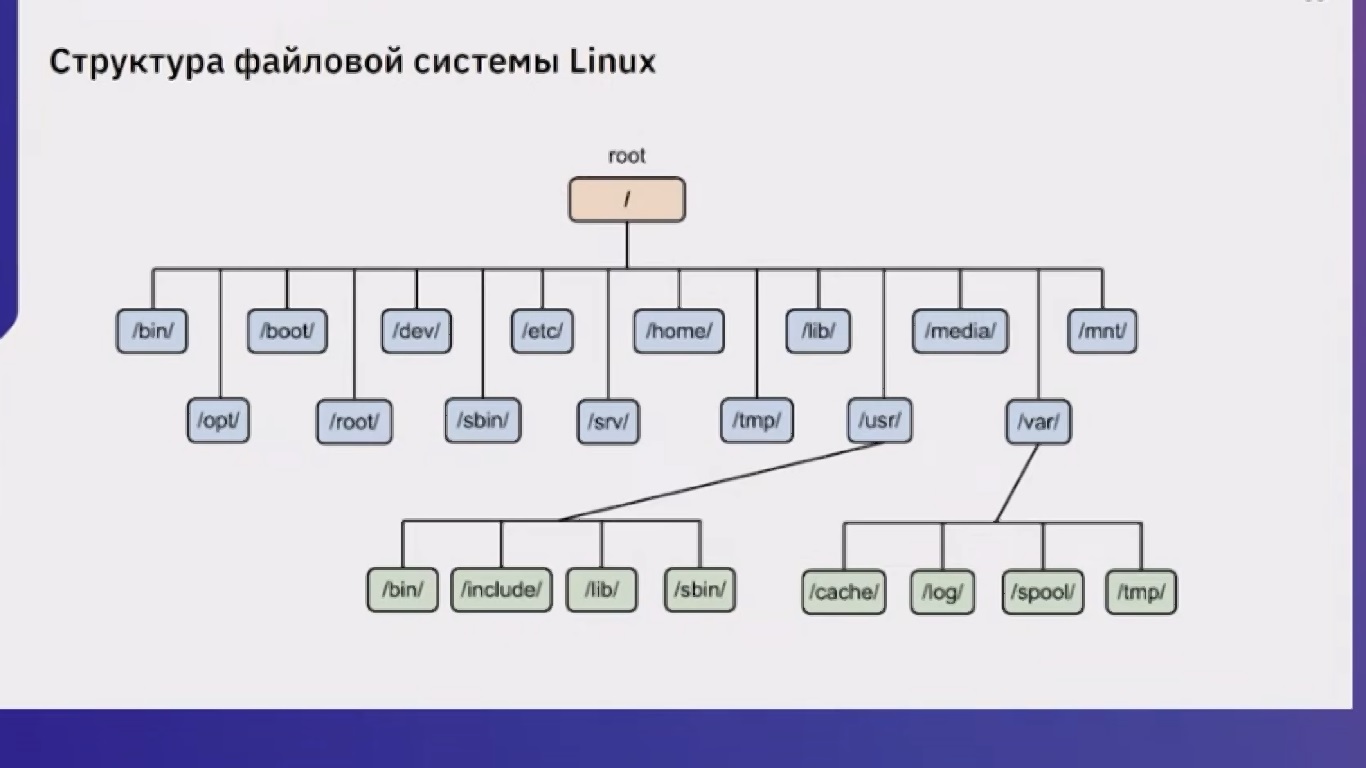 Структура файловой системы Linux
root
/
/bin/ /boot/ /dev/ /etc/ /home/ /lib/ /media/ /mnt/
/opt/ /root/ /sbin/ /srv/ /tmp/ /usr/ /var/
/bin/ /include/ /lib/ /sbin/ /cache/ /log/ /spool/ /tmp/